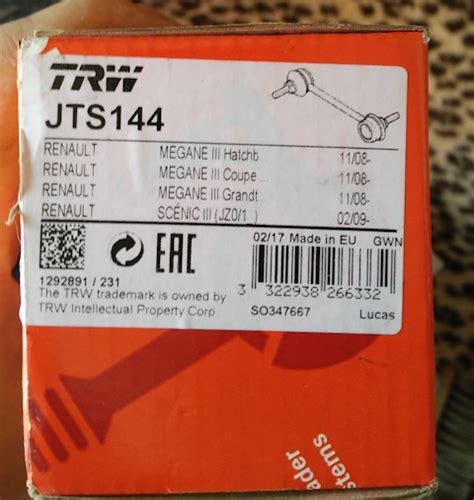 TRW
JTS144
RENAULT MEGANE III Hatchb... 11/08-
RENAULT MEGANE III Coupe ... 11/08-
RENAULT MEGANE III Grandt... 11/08-
RENAULT SCÉNIC III (JZ0/1_) 02/09-
EAC
02/17 Made in EU GWN
1292891 / 231
The TRW trademark is owned by
TRW Intellectual Property Corp
3 322938 266332
SO347667 Lucas
ader
stems